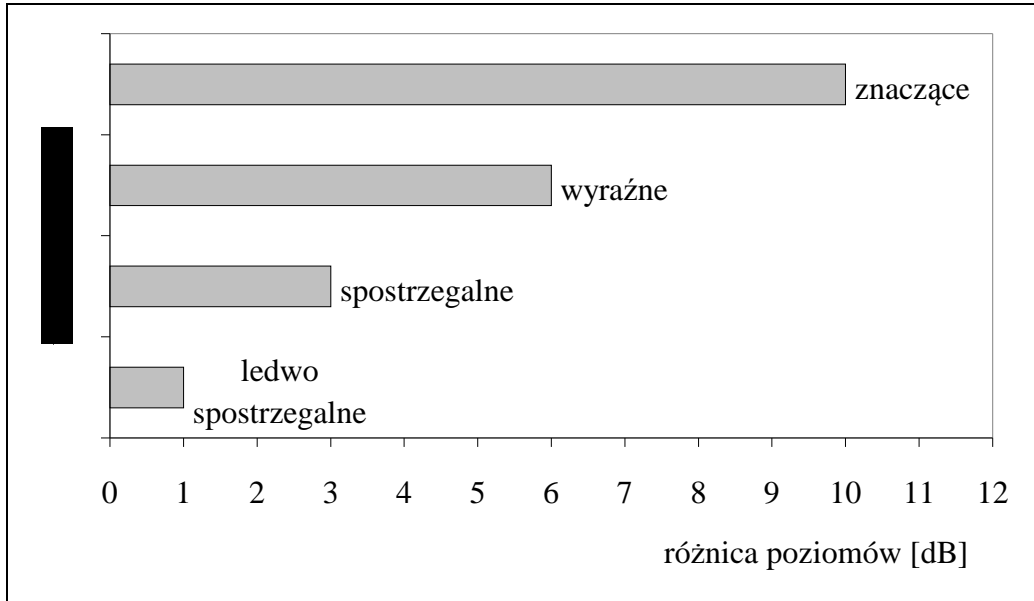 znaczące
wyraźne
spostrzegalne
ledwo
spostrzegalne
0 1 2 3 4 5 6 7 8 9 10 11 12
różnica poziomów [dB]